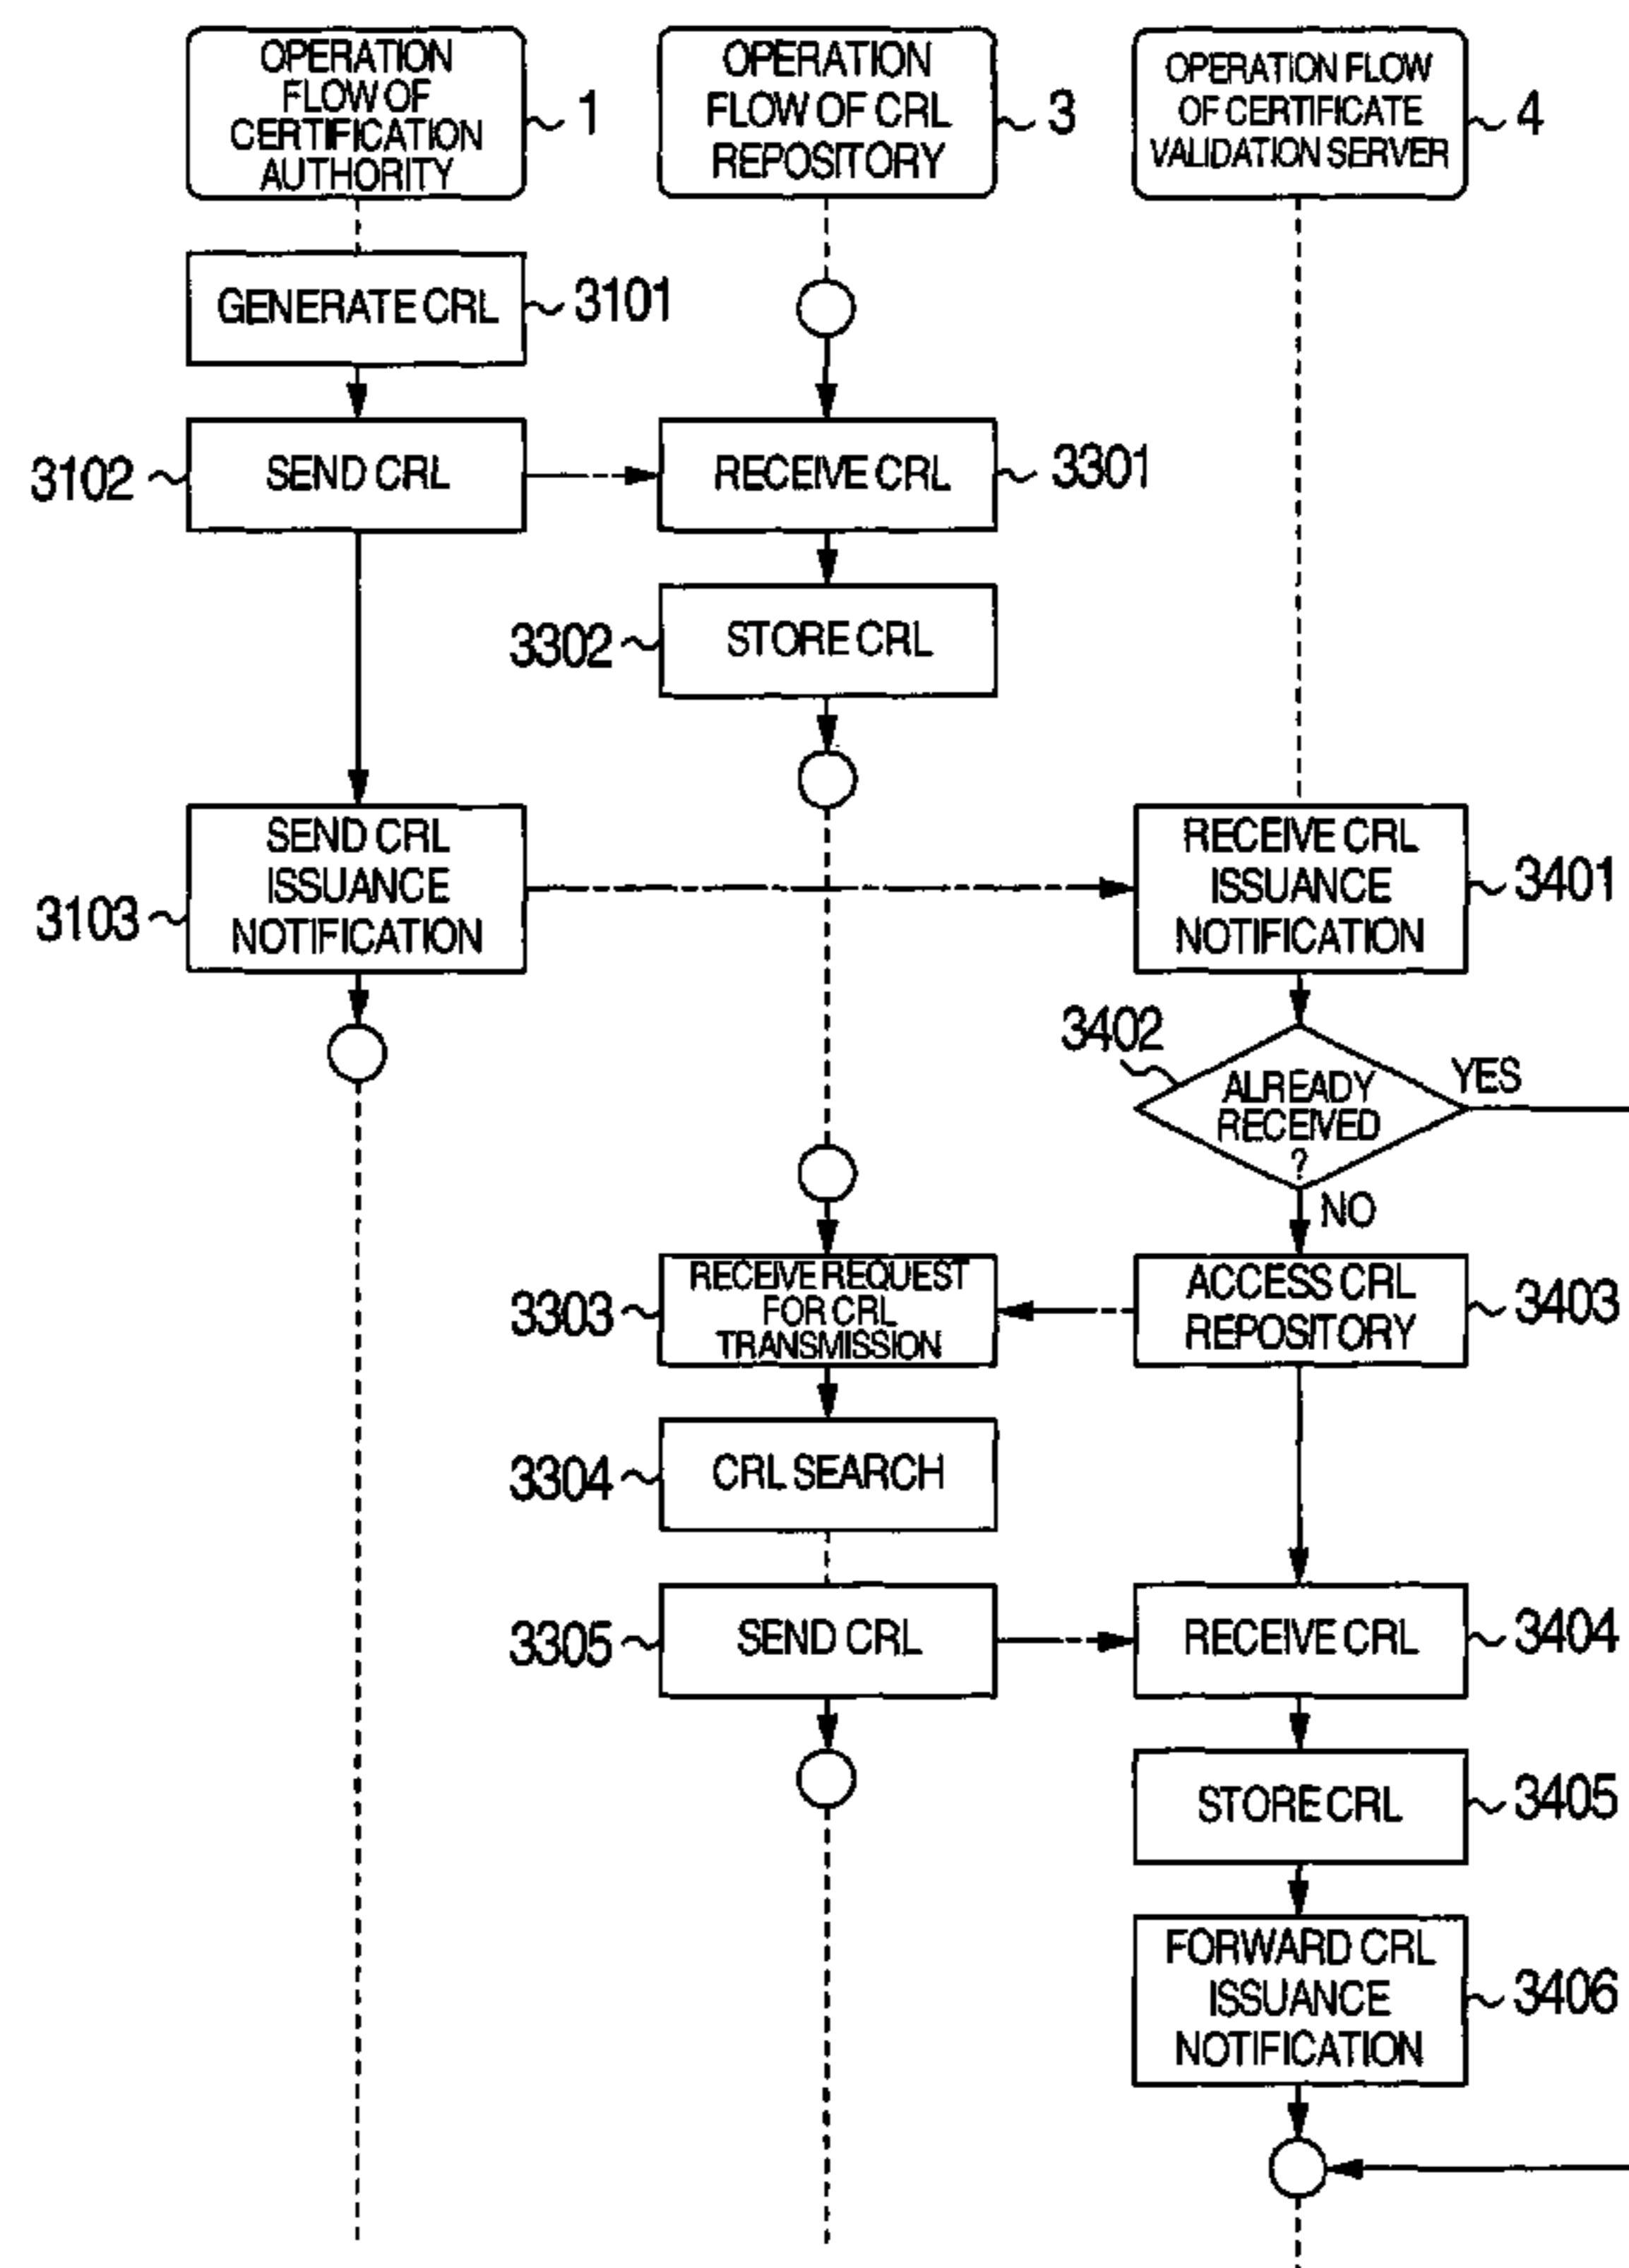 OPERATION
FLOW OF
CERTIFICATION
AUTHORITY
1
OPERATION
FLOW OF CRL
REPOSITORY
3
OPERATION FLOW
OF CERTIFICATE
VALIDATION SERVER
4
GENERATE CRL
3101
3102
SEND CRL
RECEIVE CRL
3301
3302
STORE CRL
3103
SEND CRL
ISSUANCE
NOTIFICATION
RECEIVE CRL
ISSUANCE
NOTIFICATION
3401
3402
ALREADY
RECEIVED
?
YES
NO
3303
RECEIVE REQUEST
FOR CRL
TRANSMISSION
ACCESS CRL
REPOSITORY
3403
3304
CRL SEARCH
3305
SEND CRL
RECEIVE CRL
3404
STORE CRL
3405
FORWARD CRL
ISSUANCE
NOTIFICATION
3406